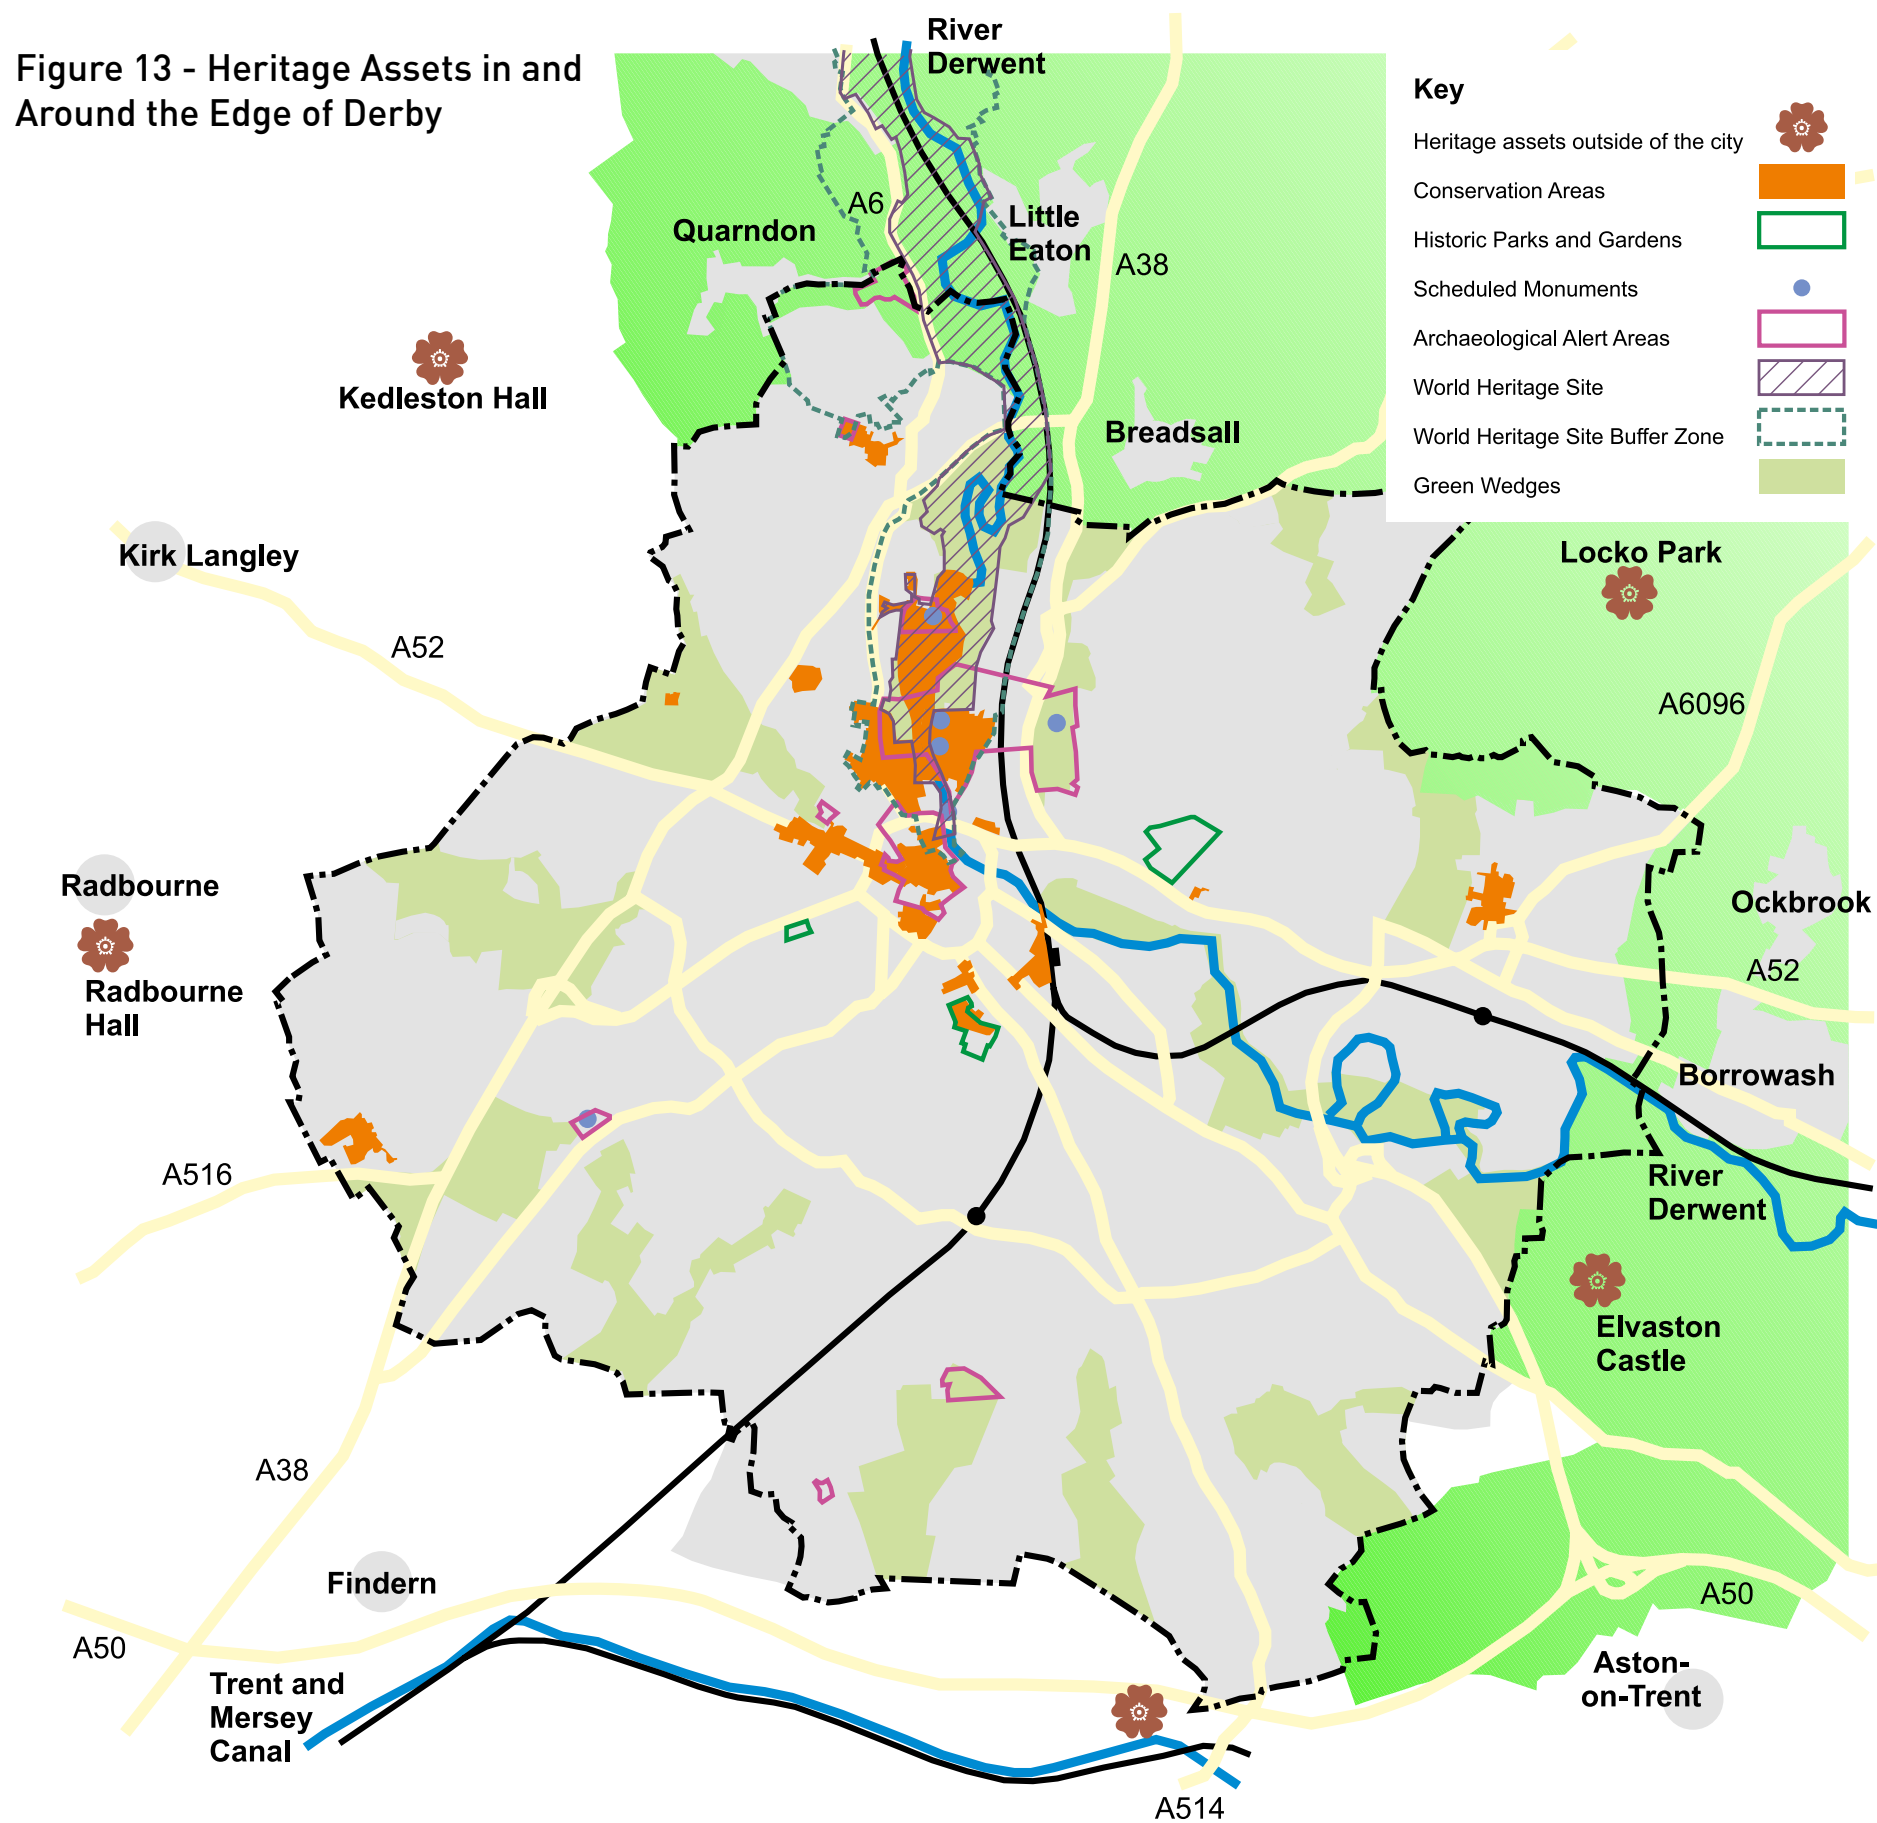 Figure 13 - Heritage Assets in and
Around the Edge of Derby
River
Derwent
Key
Heritage assets outside of the city
Conservation Areas
Historic Parks and Gardens
Scheduled Monuments
Archaeological Alert Areas
World Heritage Site
World Heritage Site Buffer Zone
Green Wedges
A6
Quarndon
Little
Eaton
A38
Kedleston Hall
Breadsall
Kirk Langley
Locko Park
A52
A6096
Radbourne
Ockbrook
Radbourne
Hall
A52
Borrowash
A516
River
Derwent
Elvaston
Castle
A38
Findern
A50
A50
Trent and
Mersey
Canal
Aston-
on-Trent
A514